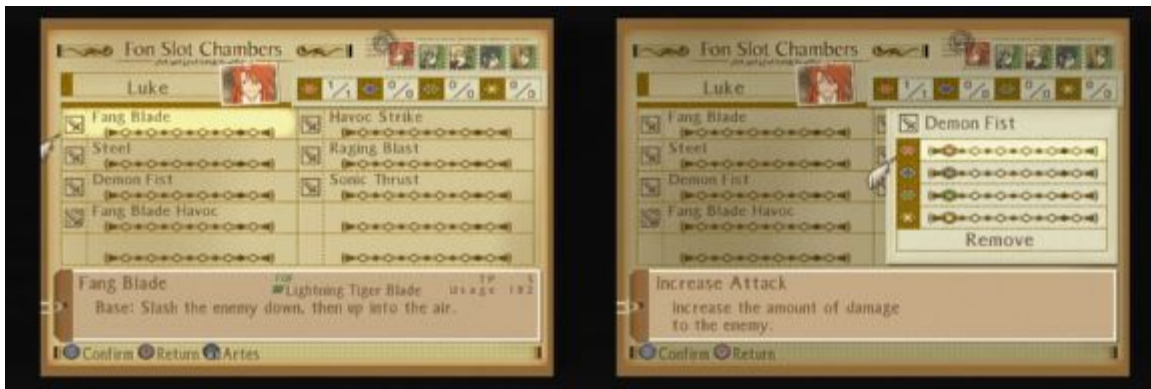 Fon Slot Chambers
Luke
1/1 0/0 0/0 0/0
Fang Blade
Havoc Strike
Steel
Raging Blast
Demon Fist
Sonic Thrust
Fang Blade Havoc
Fang Blade
FOF
Lightning Tiger Blade
TP 5
Usage 192
Base: Slash the enemy down, then up into the air.
Confirm Return Artes
Fon Slot Chambers
Luke
1/1 0/0 0/0 0/0
Fang Blade
Steel
Demon Fist
Fang Blade Havoc
Demon Fist
Remove
Increase Attack
Increase the amount of damage
to the enemy.
Confirm Return